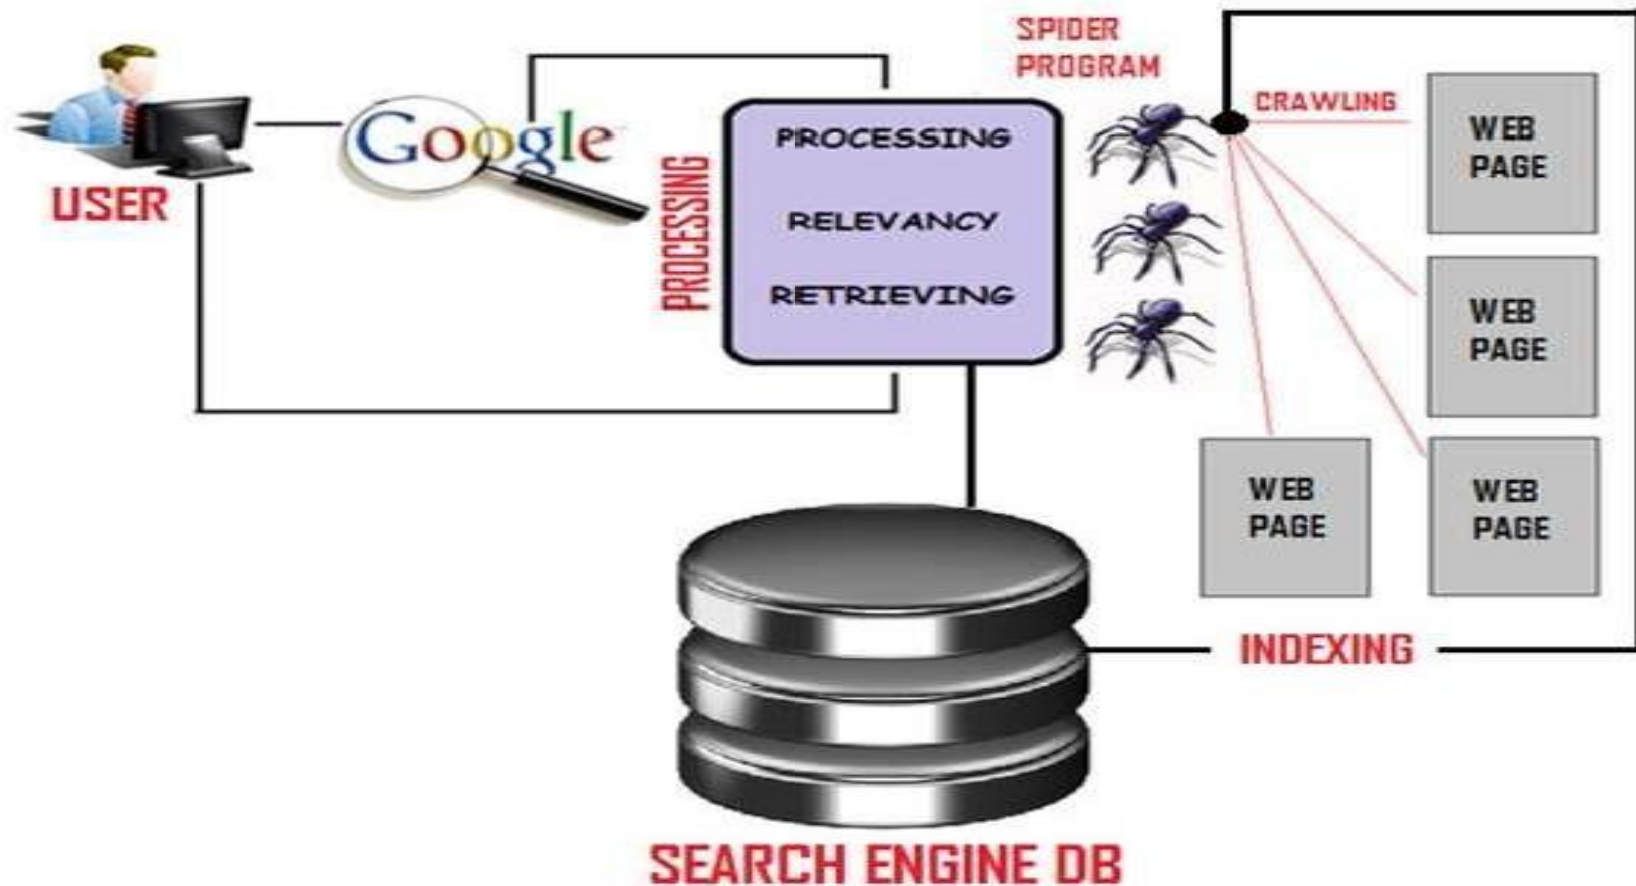 SPIDER
PROGRAM
CRAWLING
WEB
PAGE
Google
PROCESSING
PROCESSING
RELEVANCY
RETRIEVING
USER
WEB
PAGE
WEB
PAGE
WEB
PAGE
INDEXING
SEARCH ENGINE DB